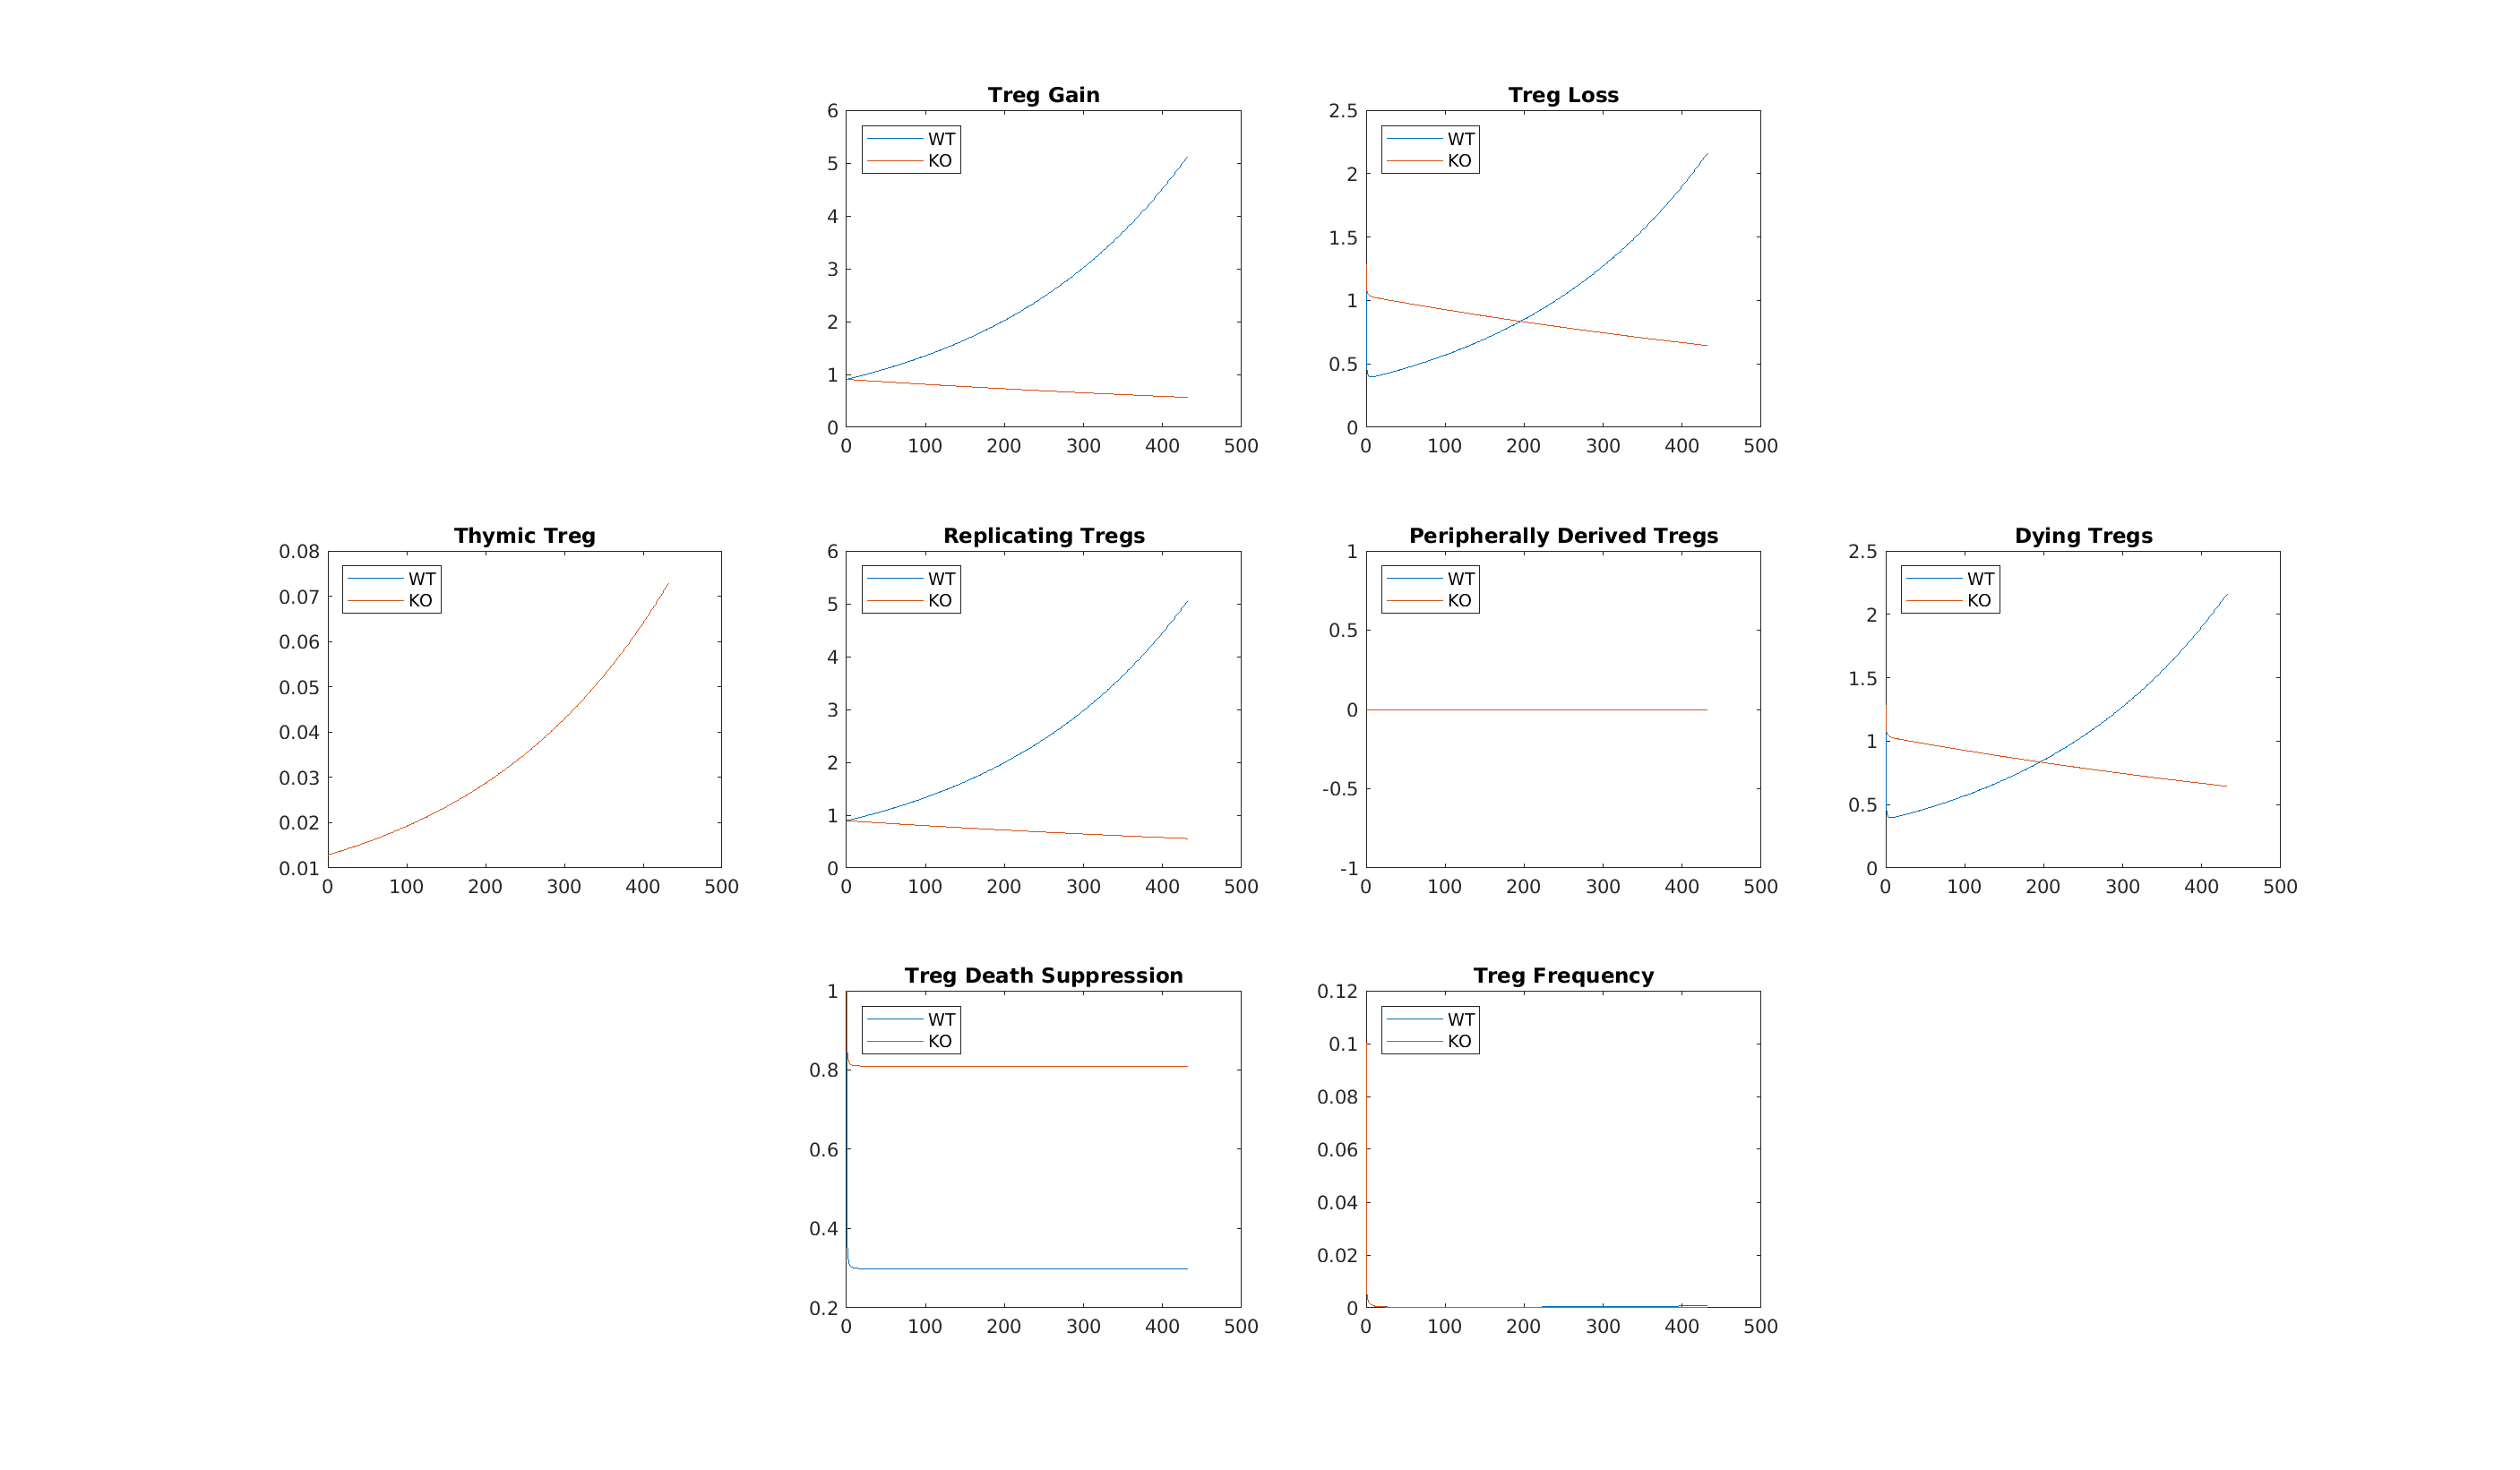 Treg Gain
6
5
4
3
2
1
0
0 100 200 300 400 500
WT
KO
Treg Loss
2.5
2
1.5
1
0.5
0
0 100 200 300 400 500
WT
KO
Thymic Treg
0.08
0.07
0.06
0.05
0.04
0.03
0.02
0.01
0 100 200 300 400 500
WT
KO
Replicating Tregs
6
5
4
3
2
1
0
0 100 200 300 400 500
WT
KO
Peripherally Derived Tregs
1
0.5
0
-0.5
-1
0 100 200 300 400 500
WT
KO
Dying Tregs
2.5
2
1.5
1
0.5
0
0 100 200 300 400 500
WT
KO
Treg Death Suppression
1
0.8
0.6
0.4
0.2
0 100 200 300 400 500
WT
KO
Treg Frequency
0.12
0.1
0.08
0.06
0.04
0.02
0
0 100 200 300 400 500
WT
KO